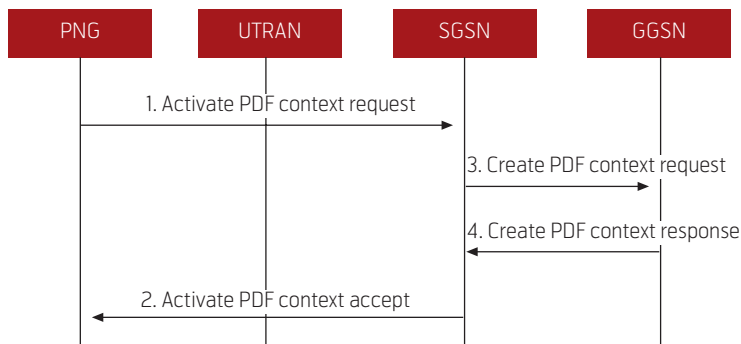 PNG
UTRAN
SGSN
GGSN
1. Activate PDF context request
3. Create PDF context request
4. Create PDF context response
2. Activate PDF context accept